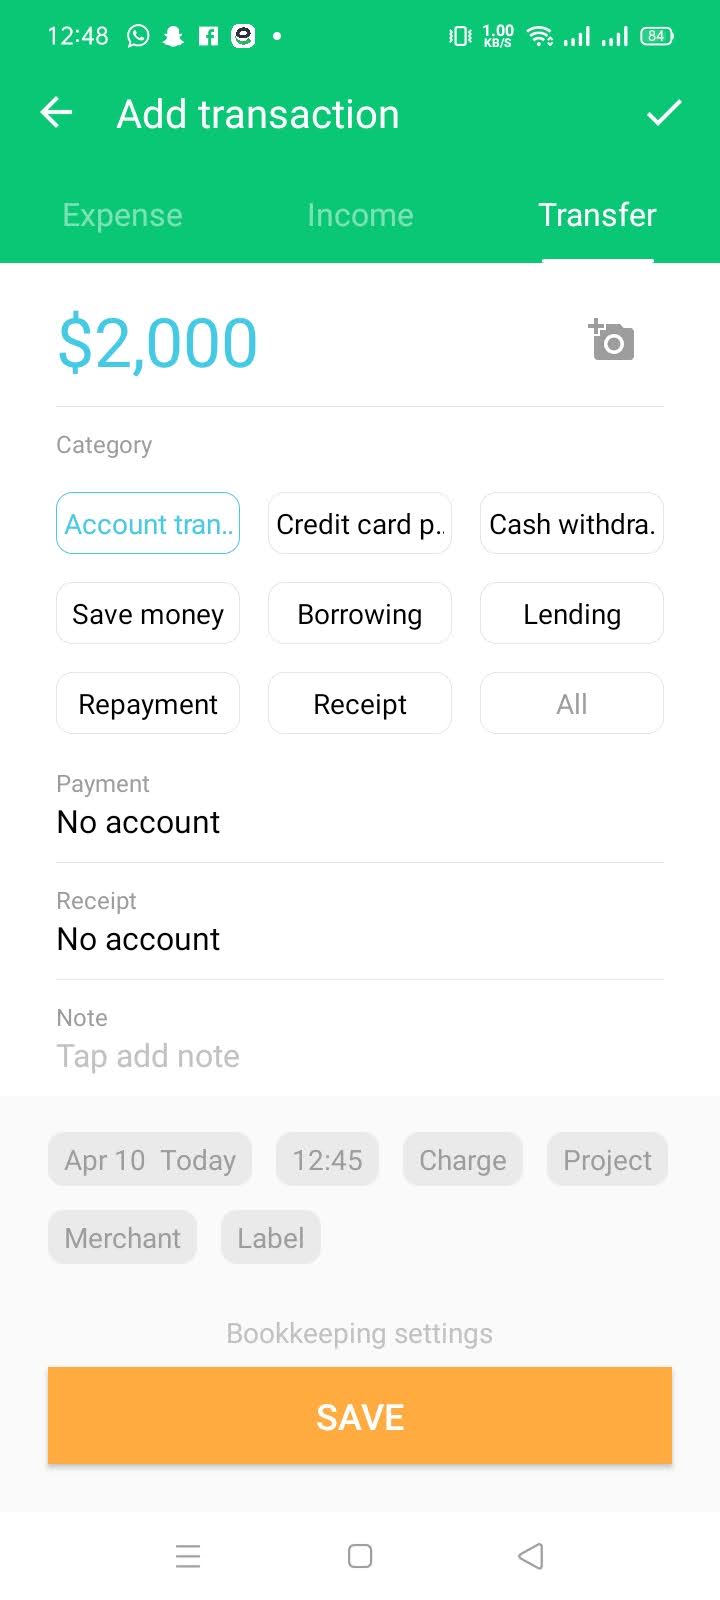 12:48 1.00 KB/S 84
Add transaction
Expense Income Transfer
$2,000
Category
Account tran.. Credit card p.. Cash withdra.
Save money Borrowing Lending
Repayment Receipt All
Payment
No account
Receipt
No account
Note
Tap add note
Apr 10 Today 12:45 Charge Project
Merchant Label
Bookkeeping settings
SAVE